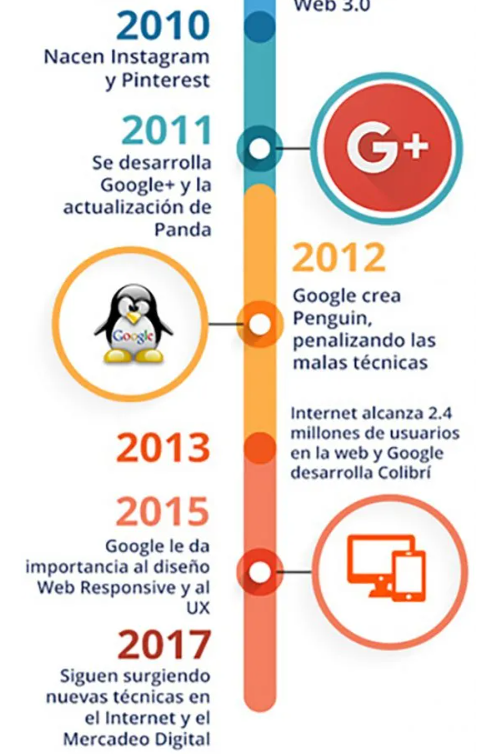 Web 3.0
2010
Nacen Instagram
y Pinterest
2011
Se desarrolla
Google+ y la
actualización de
Panda
G+
2012
Google crea
Penguin,
penalizando las
malas técnicas
Google
2013
Internet alcanza 2.4
millones de usuarios
en la web y Google
desarrolla Colibrí
2015
Google le da
importancia al diseño
Web Responsive y al
UX
2017
Siguen surgiendo
nuevas técnicas en
el Internet y el
Mercadeo Digital